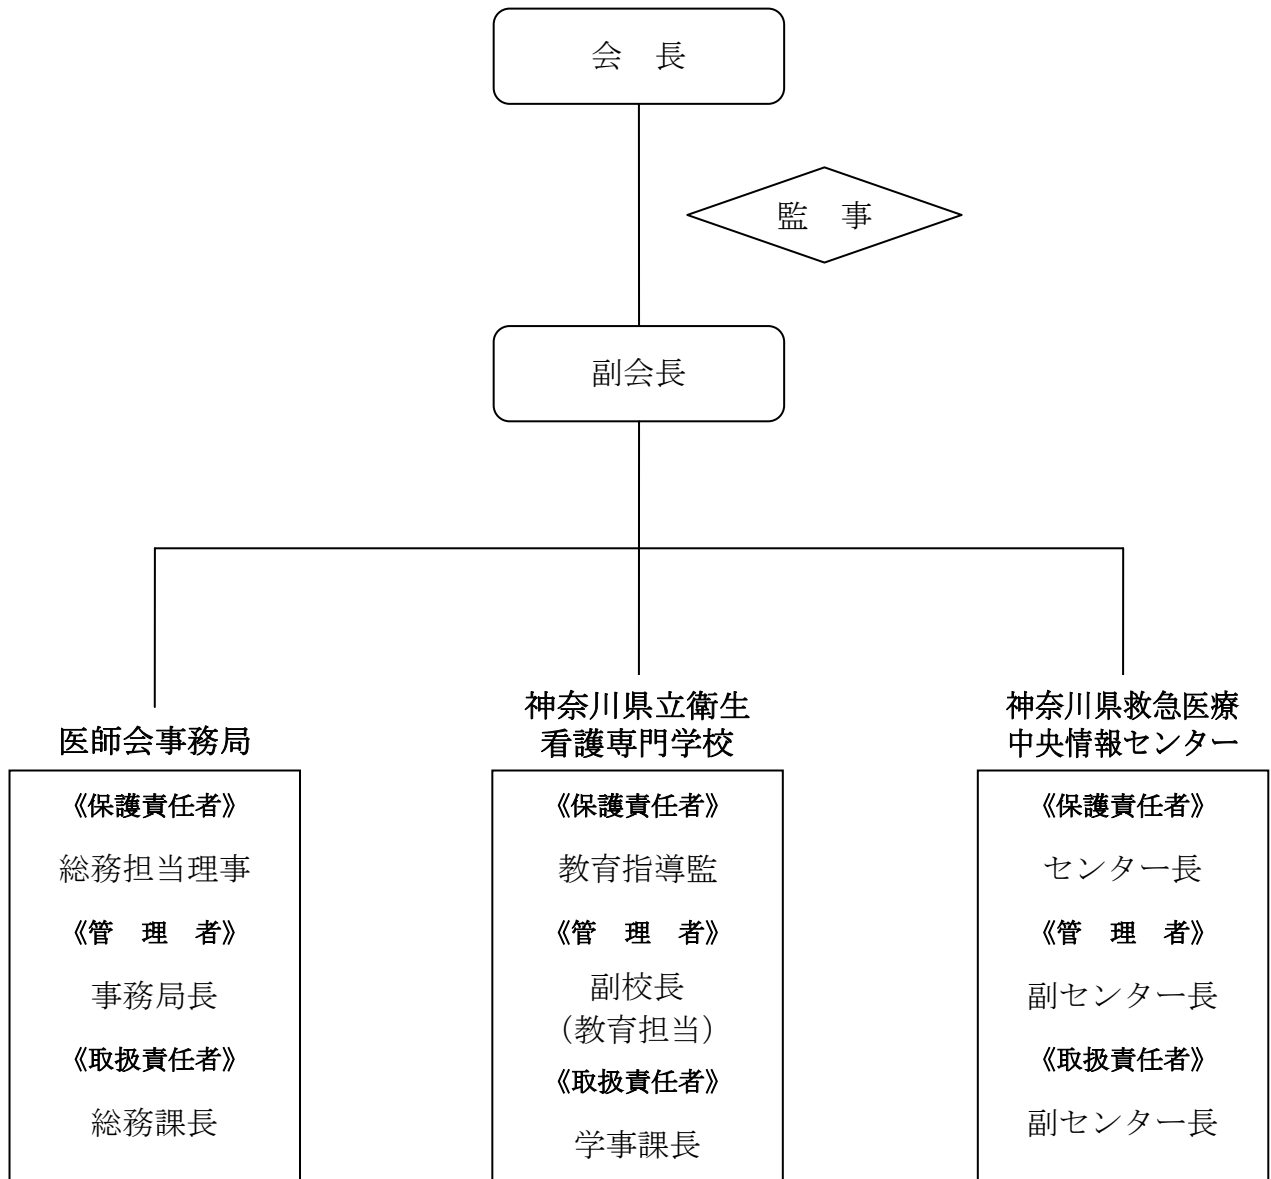 会　長
監　事
副会長
医師会事務局
《保護責任者》
総務担当理事
《管　理　者》
事務局長
《取扱責任者》
総務課長
神奈川県立衛生
看護専門学校
《保護責任者》
教育指導監
《管　理　者》
副校長
（教育担当）
《取扱責任者》
学事課長
神奈川県救急医療
中央情報センター
《保護責任者》
センター長
《管　理　者》
副センター長
《取扱責任者》
副センター長